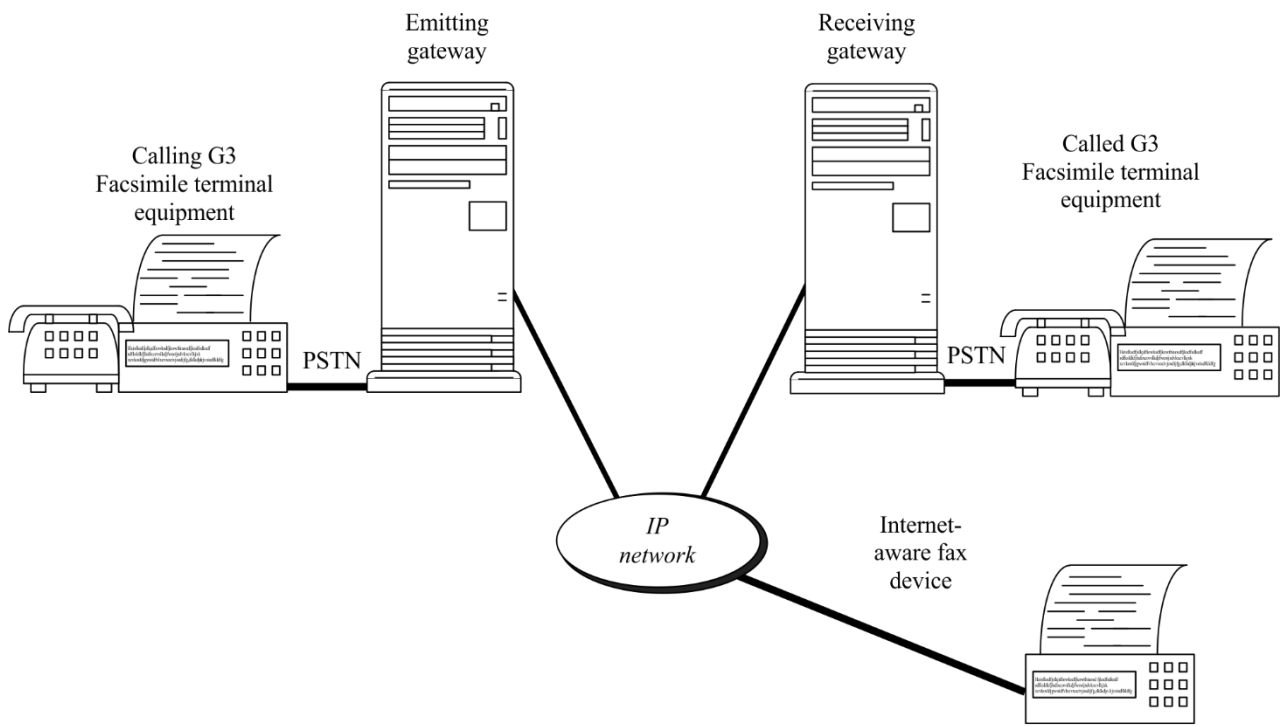 Emitting
gateway
Receiving
gateway
Calling G3
Facsimile terminal
equipment
Called G3
Facsimile terminal
equipment
PSTN
PSTN
IP
network
Internet-
aware fax
device